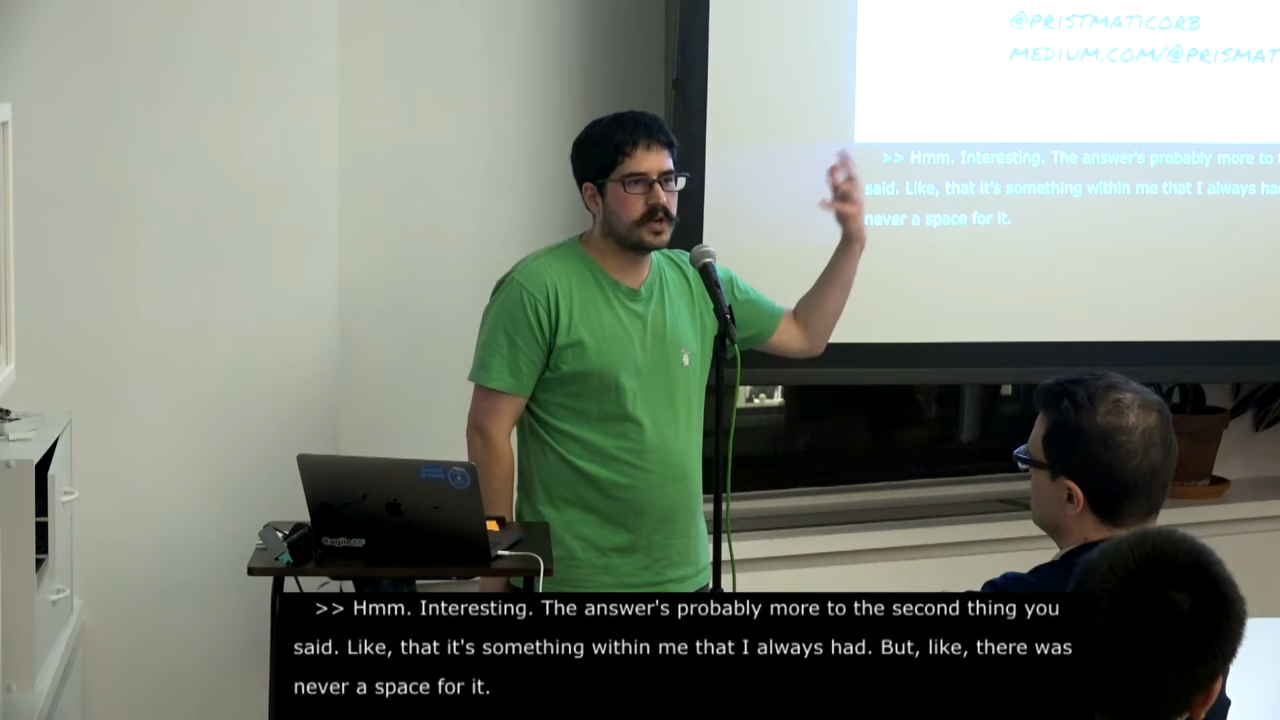 @PRISTMATICORB
MEDIUM.COM/@PRISMAT
>> Hmm. Interesting. The answer's probably more to
said. Like, that it's something within me that I always had
never a space for it.
>> Hmm. Interesting. The answer's probably more to the second thing you
said. Like, that it's something within me that I always had. But, like, there was
never a space for it.